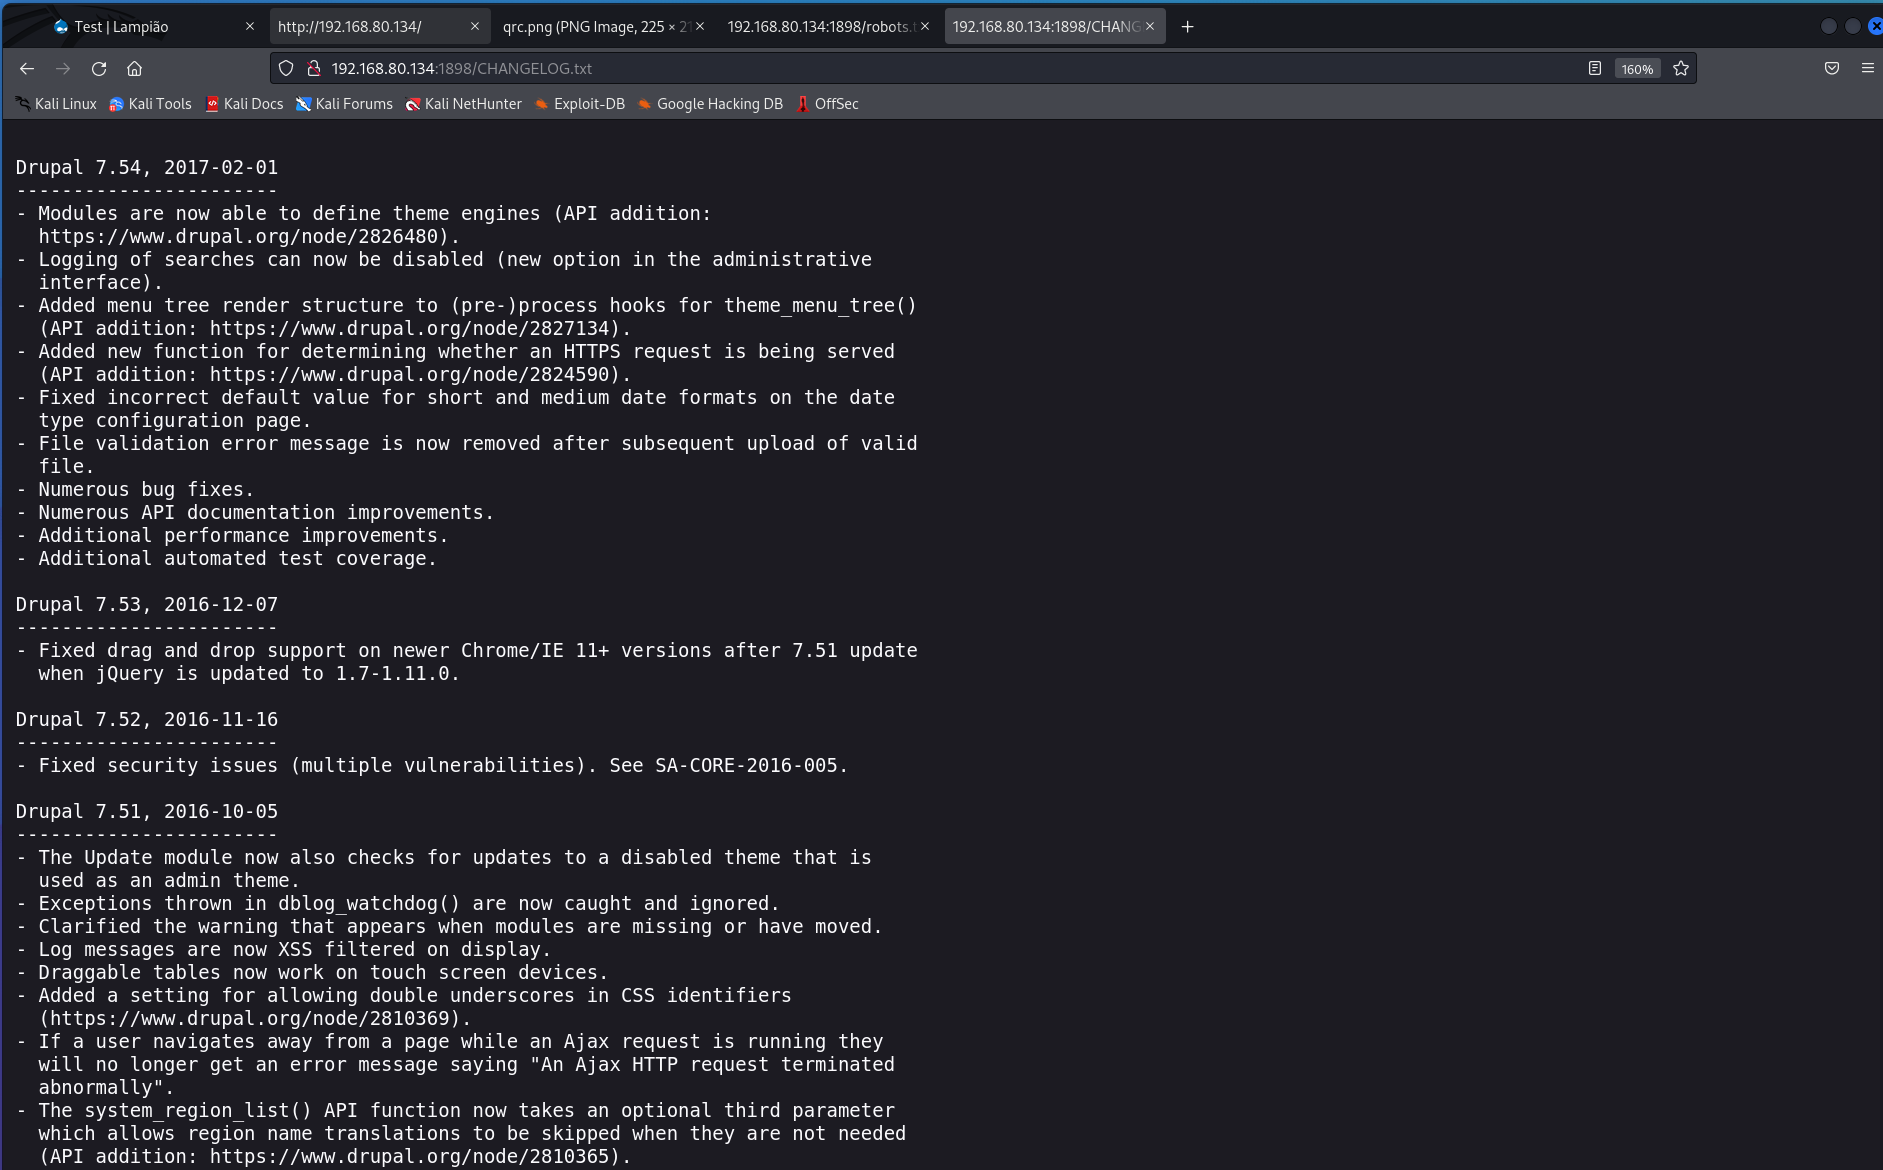 Test | Lampião
http://192.168.80.134/
qrc.png (PNG Image, 225 × 21
192.168.80.134:1898/robots.t
192.168.80.134:1898/CHANG
192.168.80.134:1898/CHANGELOG.txt
160%
Kali Linux
Kali Tools
Kali Docs
Kali Forums
Kali NetHunter
Exploit-DB
Google Hacking DB
OffSec
Drupal 7.54, 2017-02-01
-----------------------
- Modules are now able to define theme engines (API addition:
  https://www.drupal.org/node/2826480).
- Logging of searches can now be disabled (new option in the administrative
  interface).
- Added menu tree render structure to (pre-)process hooks for theme_menu_tree()
  (API addition: https://www.drupal.org/node/2827134).
- Added new function for determining whether an HTTPS request is being served
  (API addition: https://www.drupal.org/node/2824590).
- Fixed incorrect default value for short and medium date formats on the date
  type configuration page.
- File validation error message is now removed after subsequent upload of valid
  file.
- Numerous bug fixes.
- Numerous API documentation improvements.
- Additional performance improvements.
- Additional automated test coverage.
Drupal 7.53, 2016-12-07
-----------------------
- Fixed drag and drop support on newer Chrome/IE 11+ versions after 7.51 update
  when jQuery is updated to 1.7-1.11.0.
Drupal 7.52, 2016-11-16
-----------------------
- Fixed security issues (multiple vulnerabilities). See SA-CORE-2016-005.
Drupal 7.51, 2016-10-05
-----------------------
- The Update module now also checks for updates to a disabled theme that is
  used as an admin theme.
- Exceptions thrown in dblog_watchdog() are now caught and ignored.
- Clarified the warning that appears when modules are missing or have moved.
- Log messages are now XSS filtered on display.
- Draggable tables now work on touch screen devices.
- Added a setting for allowing double underscores in CSS identifiers
  (https://www.drupal.org/node/2810369).
- If a user navigates away from a page while an Ajax request is running they
  will no longer get an error message saying "An Ajax HTTP request terminated
  abnormally".
- The system_region_list() API function now takes an optional third parameter
  which allows region name translations to be skipped when they are not needed
  (API addition: https://www.drupal.org/node/2810365).